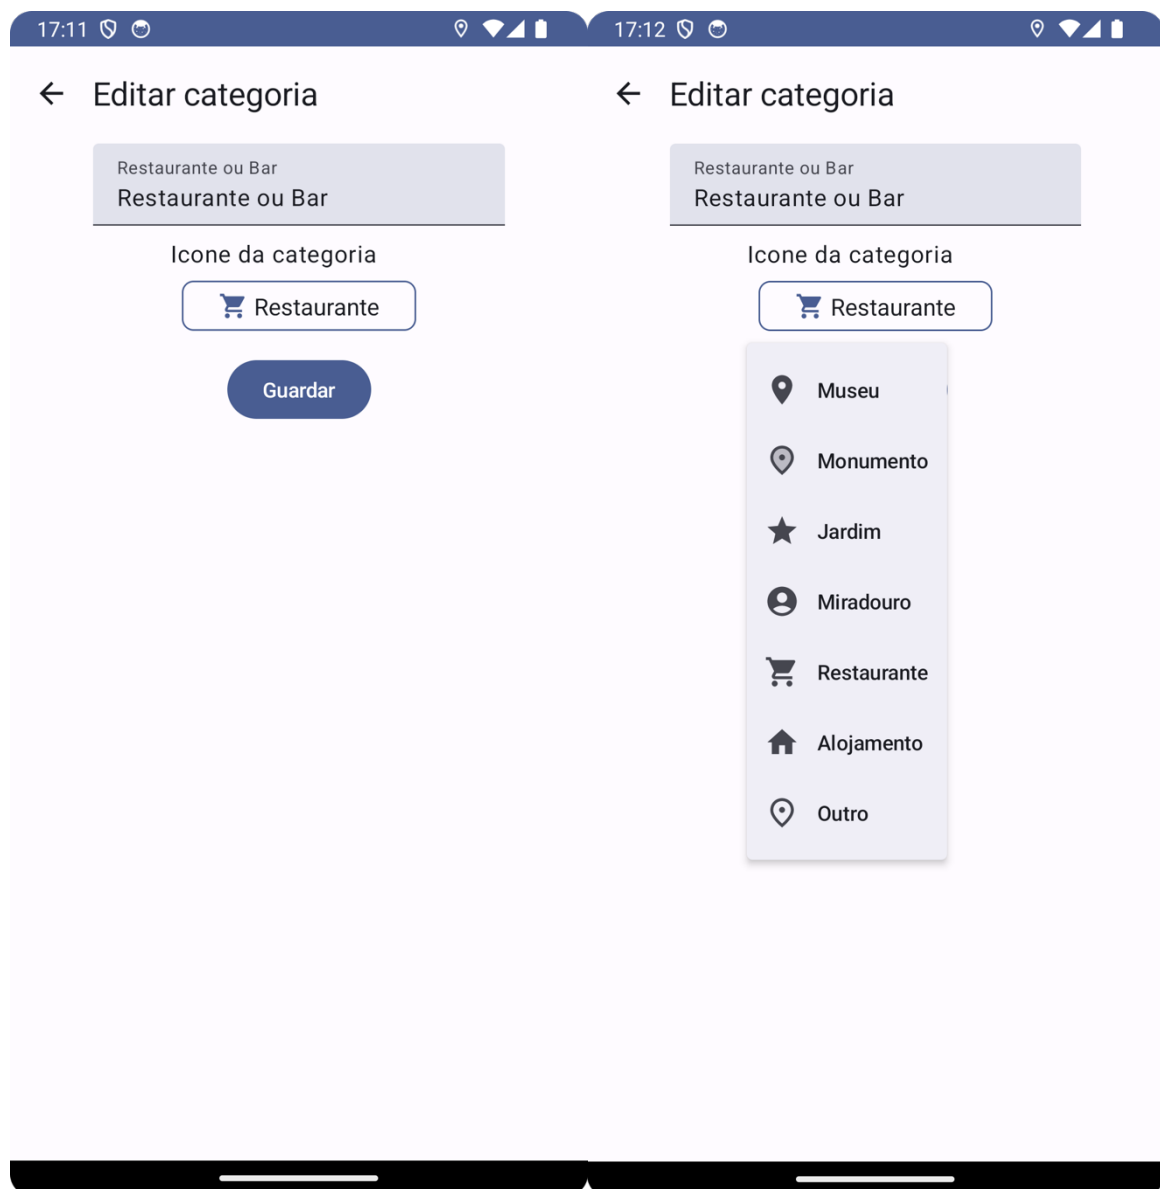 17:11
Editar categoria
Restaurante ou Bar
Restaurante ou Bar
Icone da categoria
Restaurante
Guardar
17:12
Editar categoria
Restaurante ou Bar
Restaurante ou Bar
Icone da categoria
Restaurante
Museu
Monumento
Jardim
Miradouro
Restaurante
Alojamento
Outro